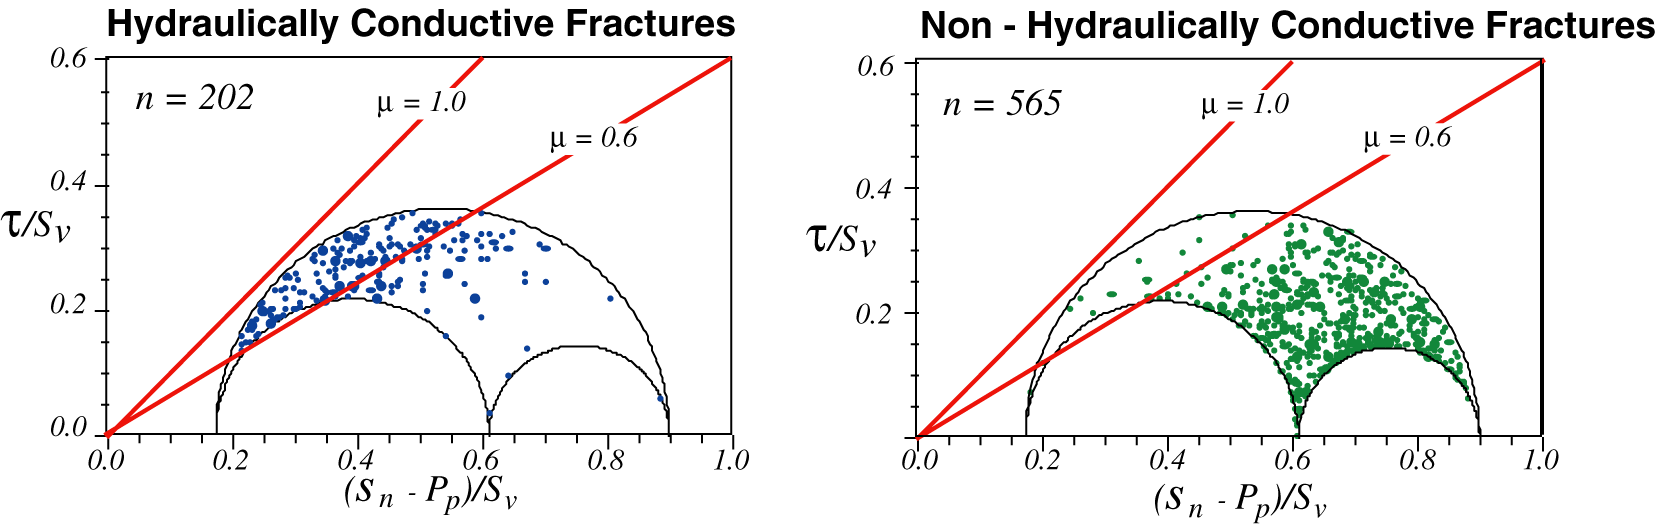 Hydraulically Conductive Fractures
0.6
n = 202
μ = 1.0
μ = 0.6
0.4
τ/Sv
0.2
0.0
0.0 0.2 0.4 0.6 0.8 1.0
(Sn - Pp)/Sv
Non - Hydraulically Conductive Fractures
0.6
n = 565
μ = 1.0
μ = 0.6
0.4
τ/Sv
0.2
0.0 0.2 0.4 0.6 0.8 1.0
(Sn - Pp)/Sv